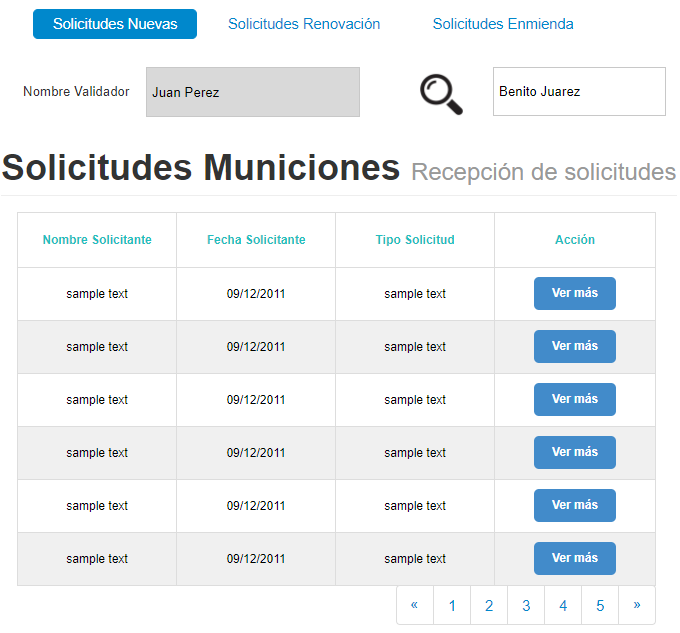 Solicitudes Nuevas Solicitudes Renovación Solicitudes Enmienda
Nombre Validador Juan Perez Benito Juarez
Solicitudes Municiones Recepción de solicitudes
Nombre Solicitante Fecha Solicitante Tipo Solicitud Acción
sample text 09/12/2011 sample text Ver más
sample text 09/12/2011 sample text Ver más
sample text 09/12/2011 sample text Ver más
sample text 09/12/2011 sample text Ver más
sample text 09/12/2011 sample text Ver más
sample text 09/12/2011 sample text Ver más
« 1 2 3 4 5 »